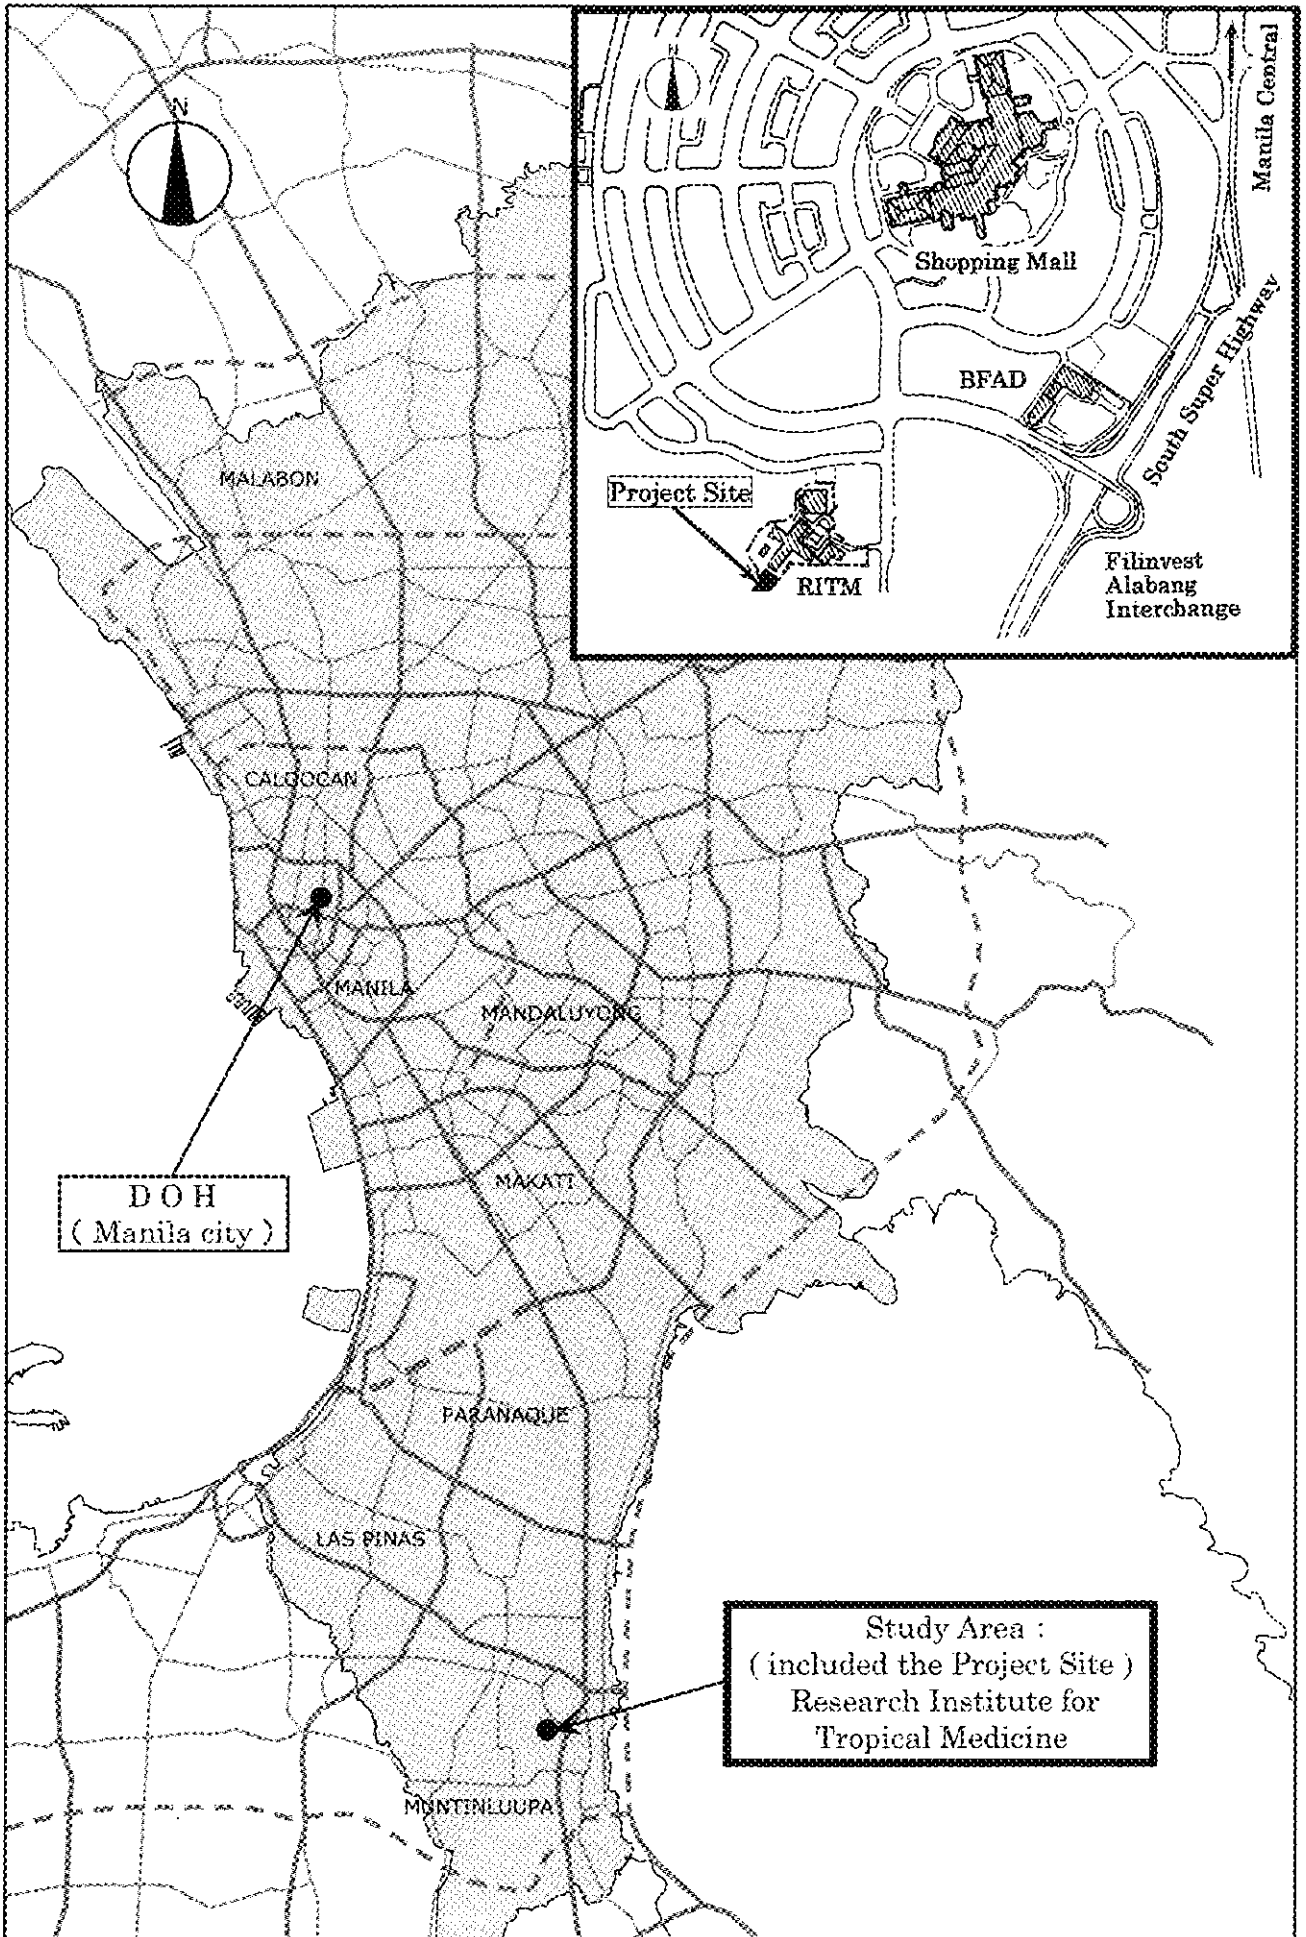 N
N
Manila Central
Shopping Mall
South Super Highway
BFAD
Project Site
RITM
Filinvest
Alabang
Interchange
MALABON
CALOOCAN
MANILA
MANDALUYONG
D O H
( Manila city )
MAKATI
PARANAQUE
LAS PINAS
Study Area :
( included the Project Site )
Research Institute for
Tropical Medicine
MUNTINLUUPA